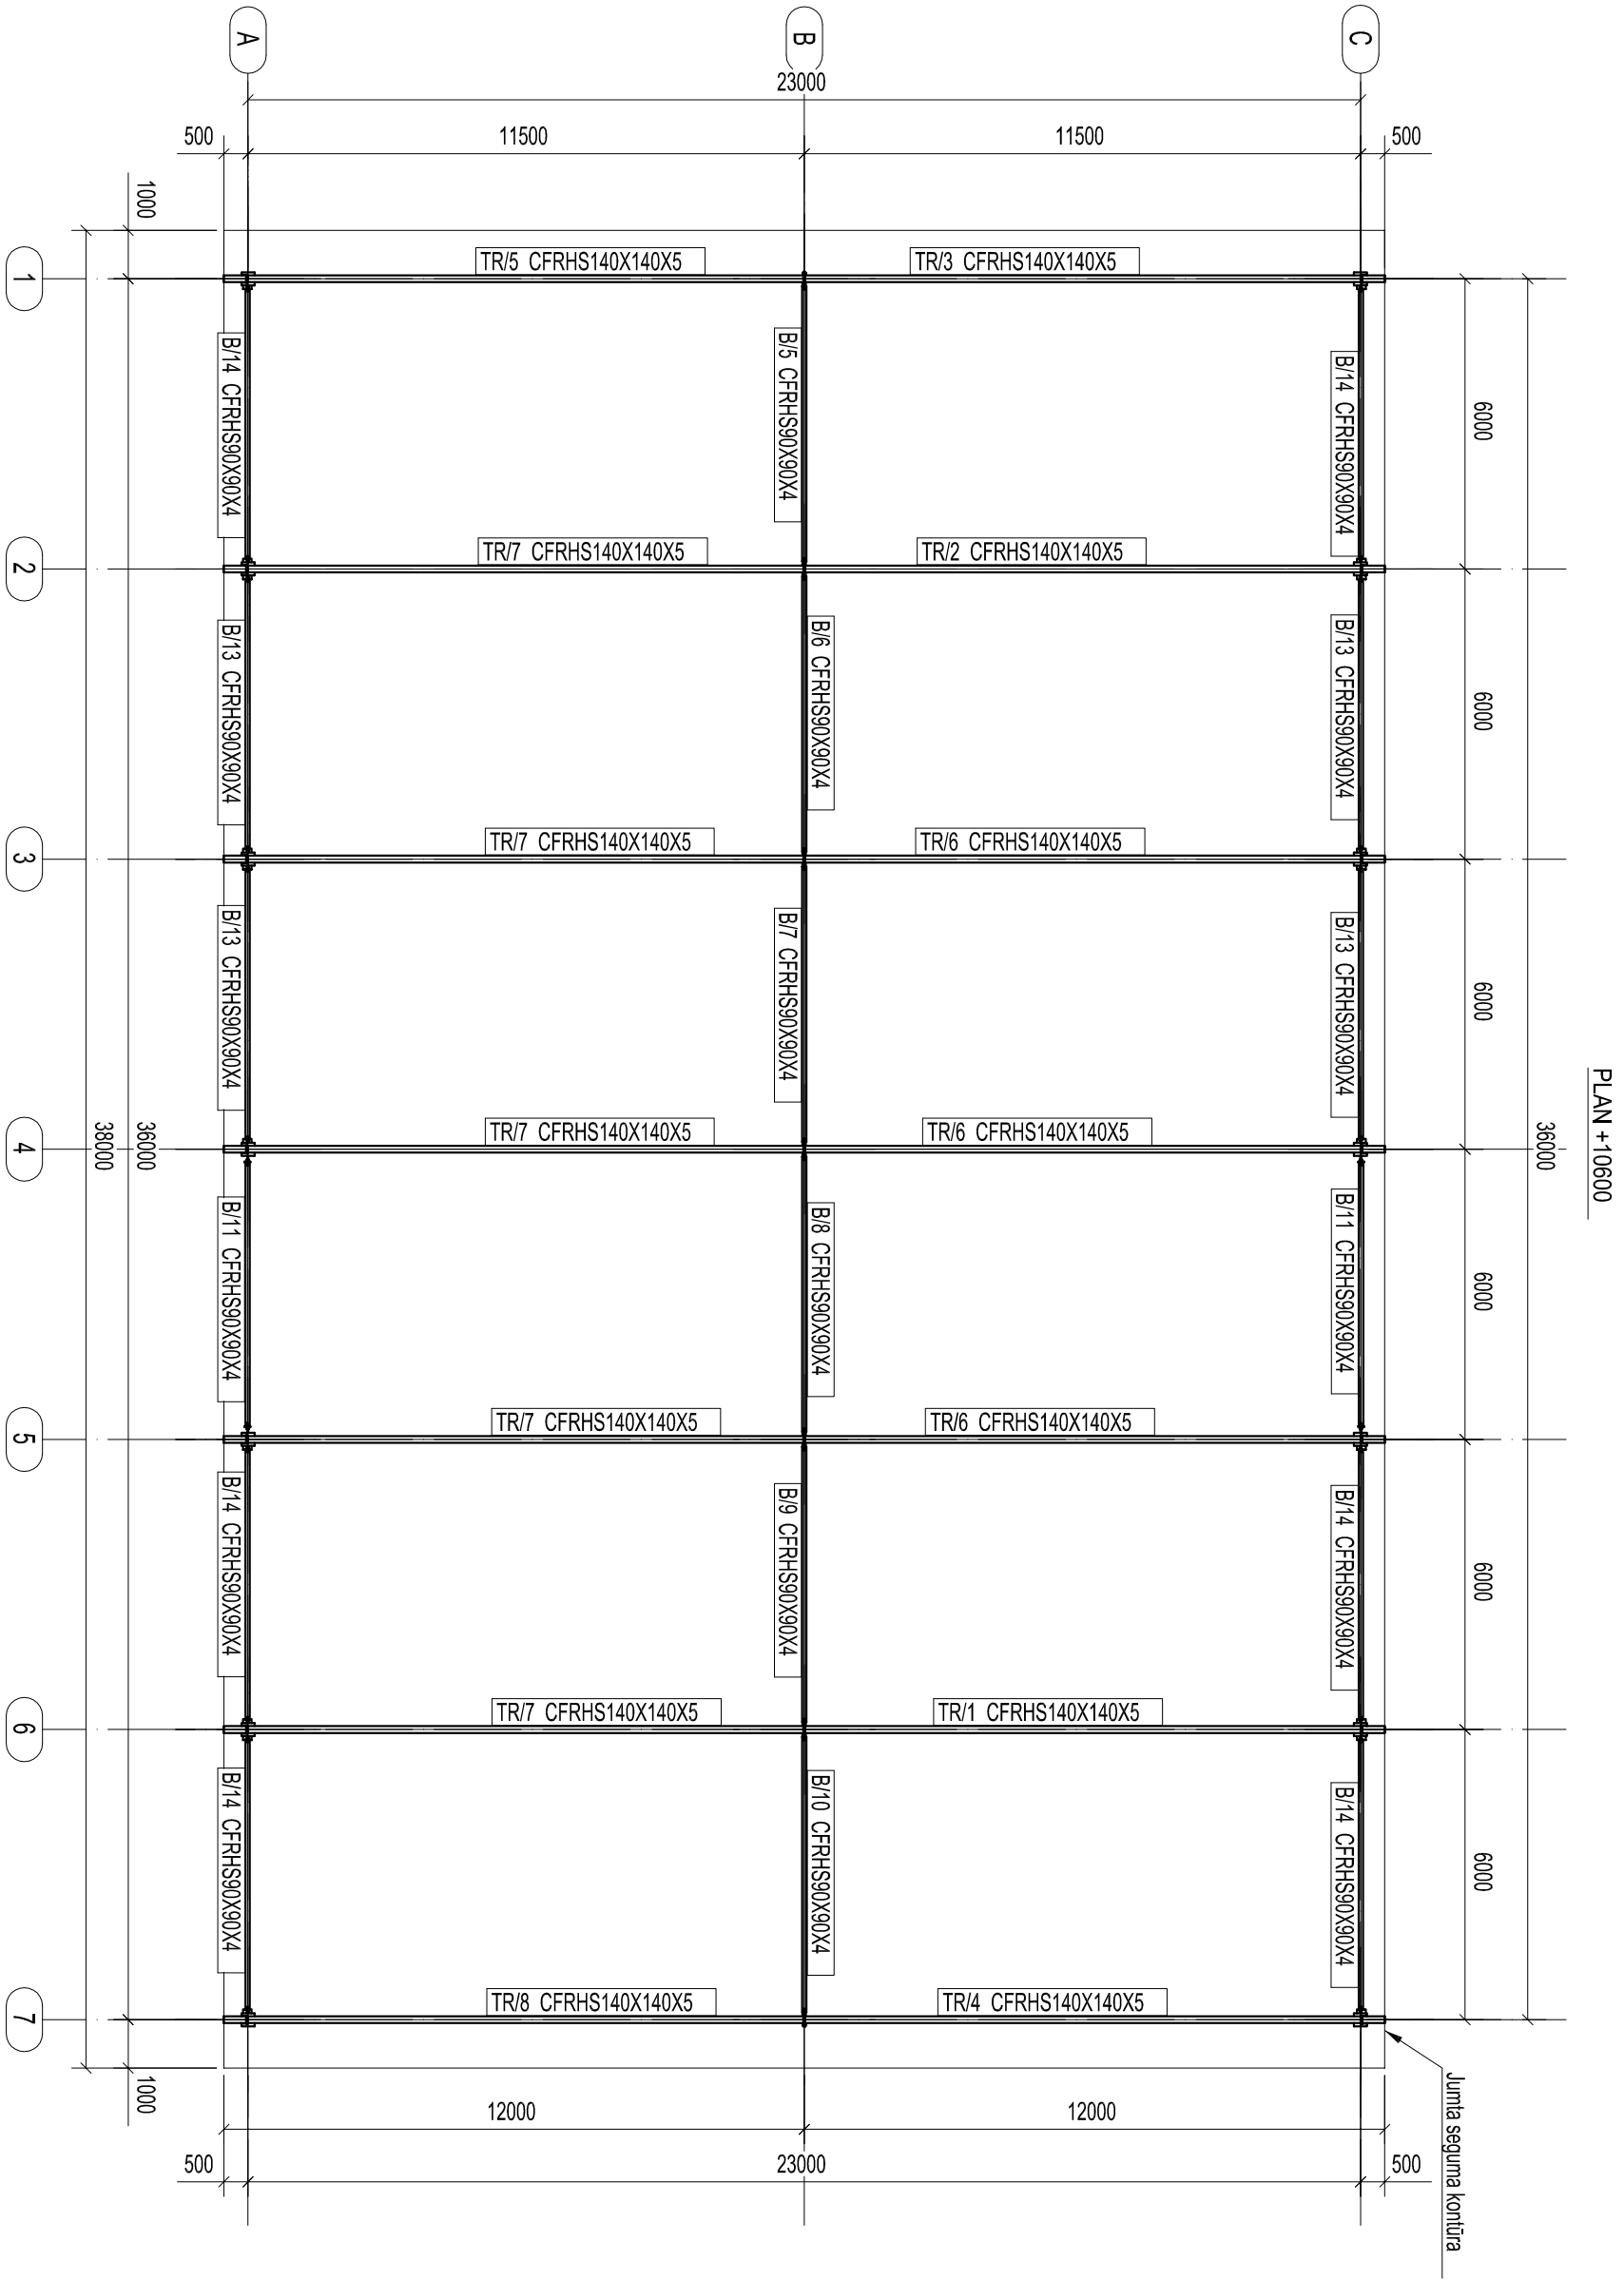 A
B
C
23000
500
11500
11500
500
1000
1
TR/5 CFRHS140X140X5
TR/3 CFRHS140X140X5
B/14 CFRHS90X90X4
B/5 CFRHS90X90X4
B/14 CFRHS90X90X4
6000
2
TR/7 CFRHS140X140X5
TR/2 CFRHS140X140X5
B/13 CFRHS90X90X4
B/6 CFRHS90X90X4
B/13 CFRHS90X90X4
6000
3
TR/7 CFRHS140X140X5
TR/6 CFRHS140X140X5
B/13 CFRHS90X90X4
B/7 CFRHS90X90X4
B/13 CFRHS90X90X4
6000
PLAN +10600
4
38000
36000
TR/7 CFRHS140X140X5
TR/6 CFRHS140X140X5
36000
B/11 CFRHS90X90X4
B/8 CFRHS90X90X4
B/11 CFRHS90X90X4
6000
5
TR/7 CFRHS140X140X5
TR/6 CFRHS140X140X5
B/14 CFRHS90X90X4
B/9 CFRHS90X90X4
B/14 CFRHS90X90X4
6000
6
TR/7 CFRHS140X140X5
TR/1 CFRHS140X140X5
B/14 CFRHS90X90X4
B/10 CFRHS90X90X4
B/14 CFRHS90X90X4
6000
7
TR/8 CFRHS140X140X5
TR/4 CFRHS140X140X5
1000
Jumta seguma kontūra
12000
12000
500
23000
500